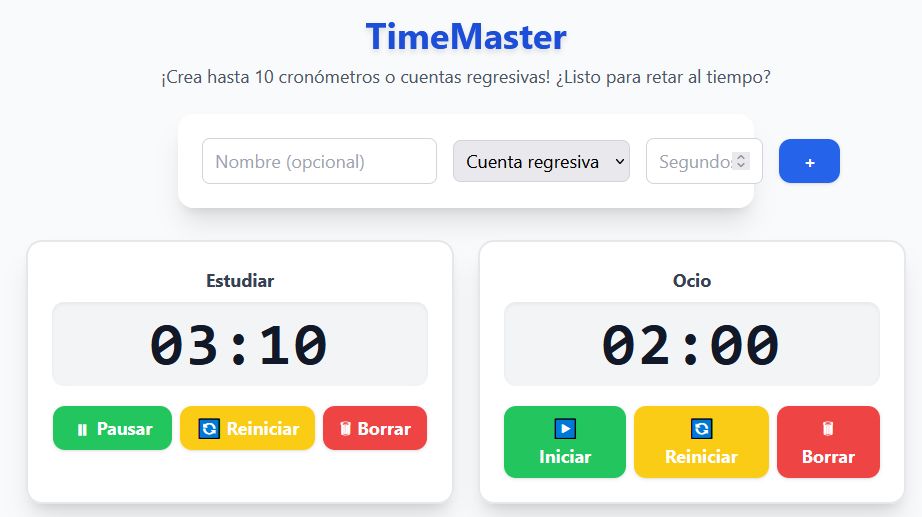 TimeMaster
¡Crea hasta 10 cronómetros o cuentas regresivas! ¿Listo para retar al tiempo?
Nombre (opcional) Cuenta regresiva Segundo +
Estudiar
03:10
Pausar Reiniciar Borrar
Ocio
02:00
Iniciar Reiniciar Borrar